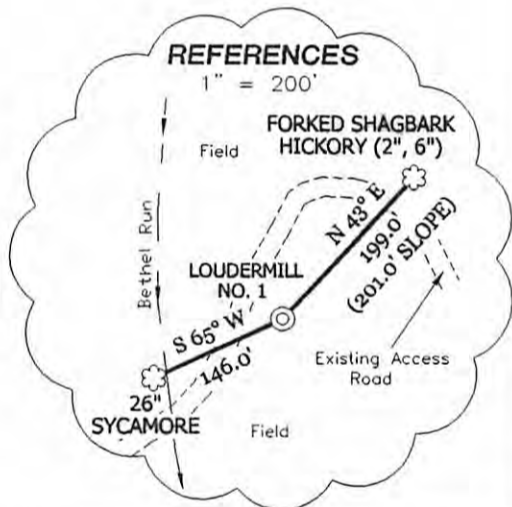 REFERENCES
1" = 200'
FORKED SHAGBARK
HICKORY (2", 6")
Field
N 43° E
199.0'
(201.0' SLOPE)
Bethel Run
LOUDERMILL
NO. 1
S 65° W
146.0'
Existing Access
Road
26"
SYCAMORE
Field